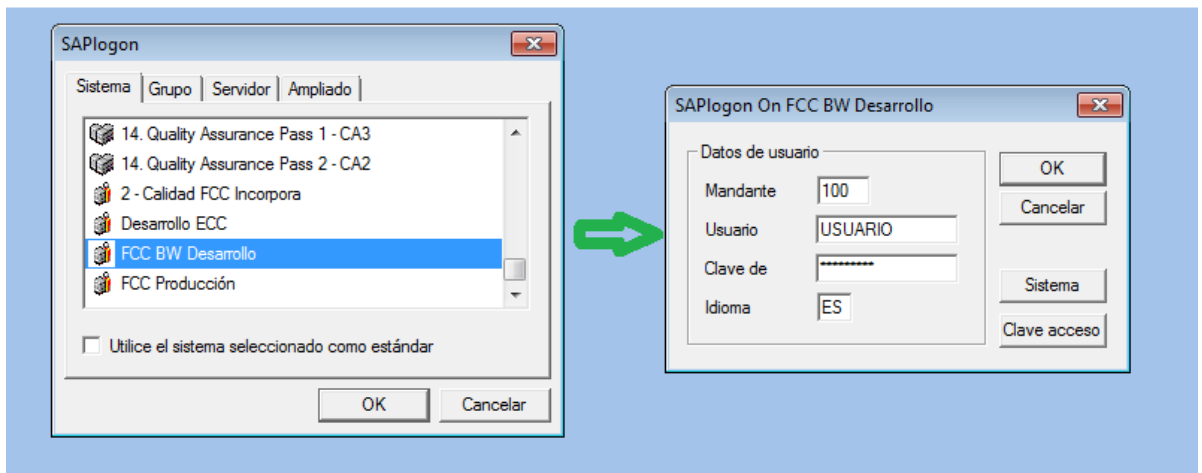 SAPlogon
Sistema Grupo Servidor Ampliado
14. Quality Assurance Pass 1 - CA3
14. Quality Assurance Pass 2 - CA2
2 - Calidad FCC Incorpora
Desarrollo ECC
FCC BW Desarrollo
FCC Producción
Utilice el sistema seleccionado como estándar
OK Cancelar
SAPlogon On FCC BW Desarrollo
Datos de usuario
Mandante 100
Usuario USUARIO
Clave de *********
Idioma ES
OK
Cancelar
Sistema
Clave acceso